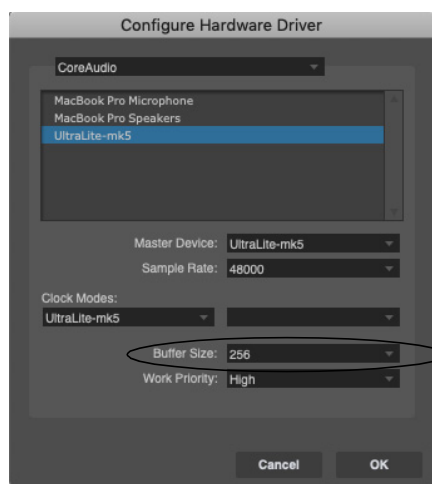 Configure Hardware Driver
CoreAudio
MacBook Pro Microphone
MacBook Pro Speakers
UltraLite-mk5
Master Device: UltraLite-mk5
Sample Rate: 48000
Clock Modes:
UltraLite-mk5
Buffer Size: 256
Work Priority: High
Cancel OK